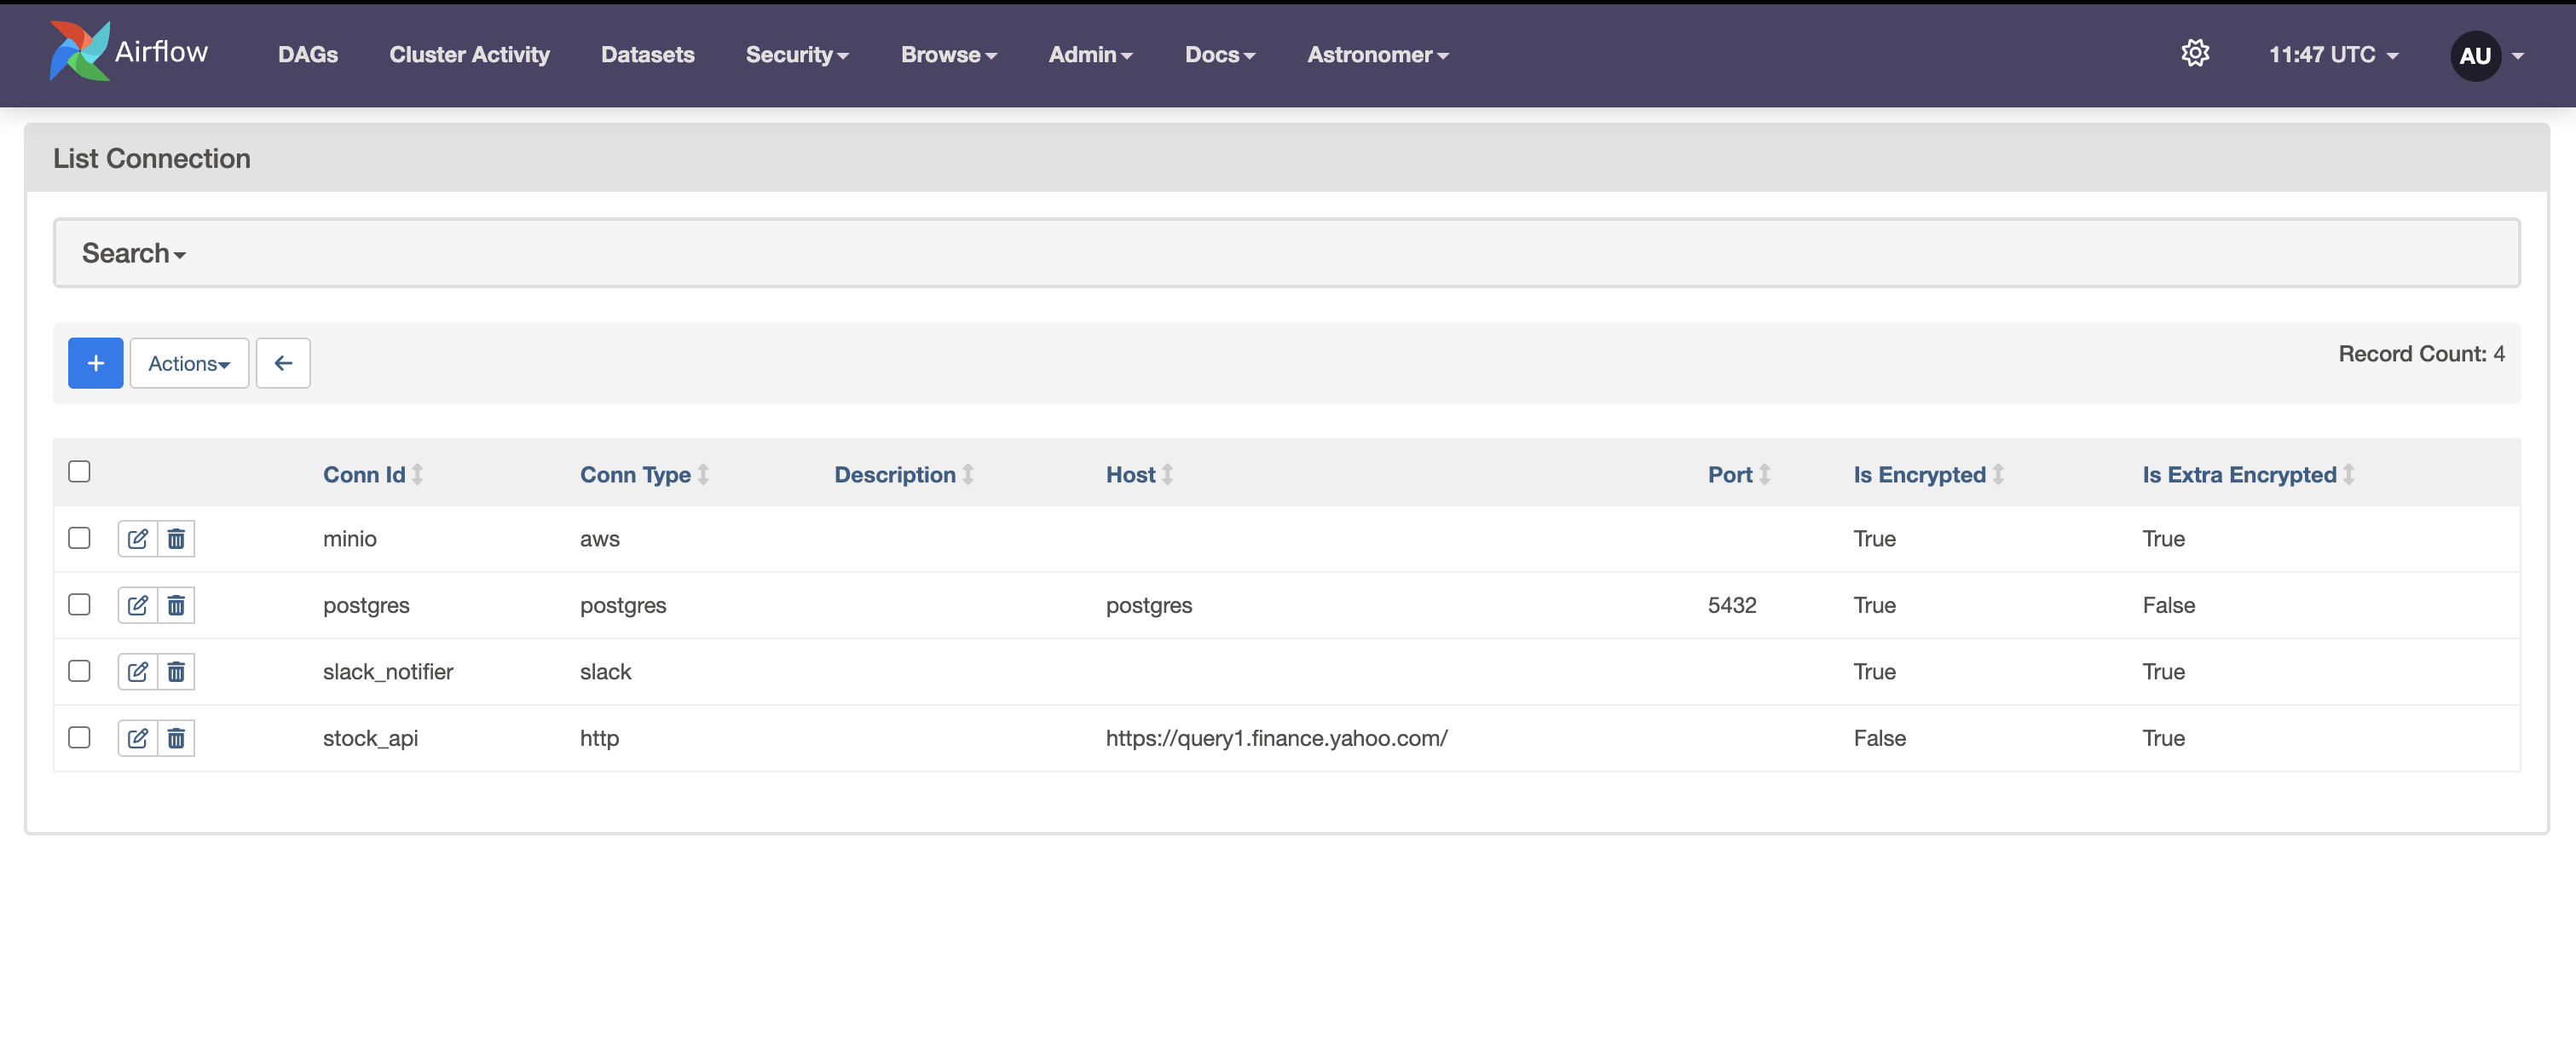 Airflow DAGs Cluster Activity Datasets Security Browse Admin Docs Astronomer 11:47 UTC AU
List Connection
Search
+ Actions Record Count: 4
Conn Id Conn Type Description Host Port Is Encrypted Is Extra Encrypted
minio aws True True
postgres postgres postgres 5432 True False
slack_notifier slack True True
stock_api http https://query1.finance.yahoo.com/ False True